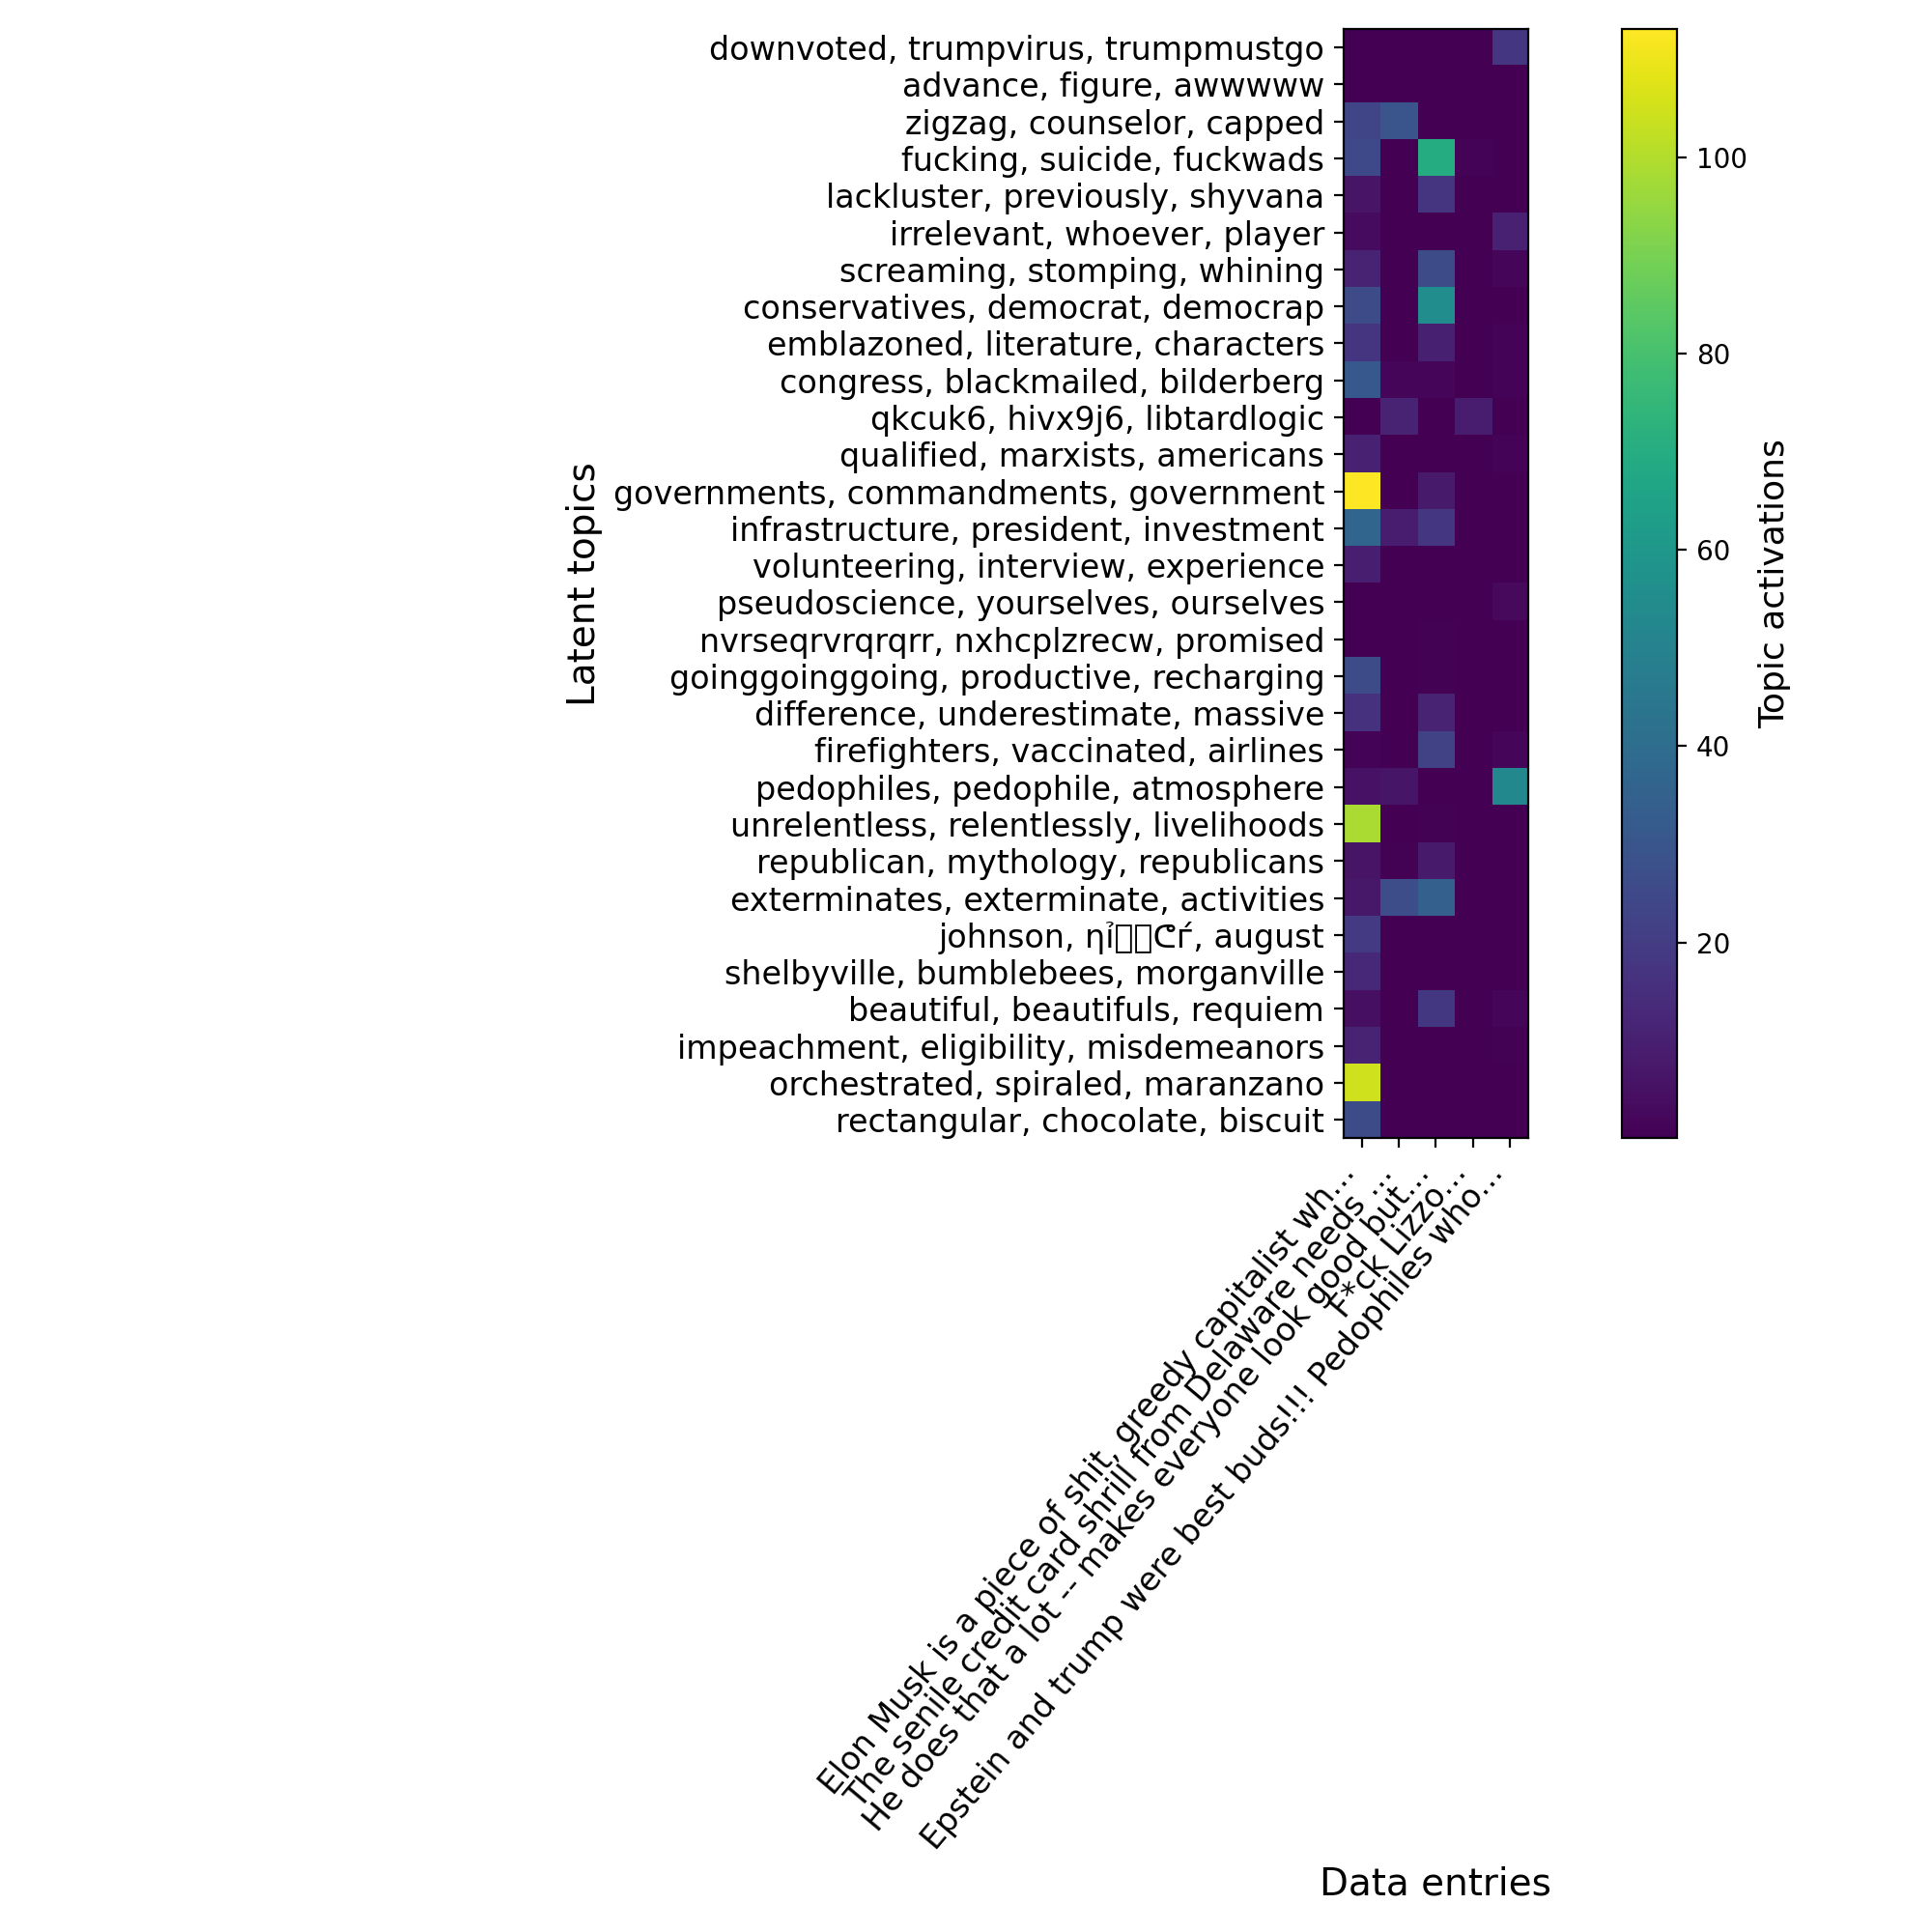 downvoted, trumpvirus, trumpmustgo
advance, figure, awwwww
zigzag, counselor, capped
fucking, suicide, fuckwads
lackluster, previously, shyvana
irrelevant, whoever, player
screaming, stomping, whining
conservatives, democrat, democrap
emblazoned, literature, characters
congress, blackmailed, bilderberg
qkcuk6, hivx9j6, libtardlogic
qualified, marxists, americans
governments, commandments, government
infrastructure, president, investment
volunteering, interview, experience
pseudoscience, yourselves, ourselves
nvrseqrvrqrqrr, nxhcplzrecw, promised
goinggoinggoing, productive, recharging
difference, underestimate, massive
firefighters, vaccinated, airlines
pedophiles, pedophile, atmosphere
unrelentless, relentlessly, livelihoods
republican, mythology, republicans
exterminates, exterminate, activities
johnson, august
shelbyville, bumblebees, morganville
beautiful, beautifuls, requiem
impeachment, eligibility, misdemeanors
orchestrated, spiraled, maranzano
rectangular, chocolate, biscuit
Latent topics
Elon Musk is a piece of shit, greedy capitalist wh...
The senile credit card shrill from Delaware needs ...
He does that a lot -- makes everyone look good but...
F*ck Lizzo...
Epstein and trump were best buds!!! Pedophiles who...
Data entries
100
80
60
40
20
Topic activations